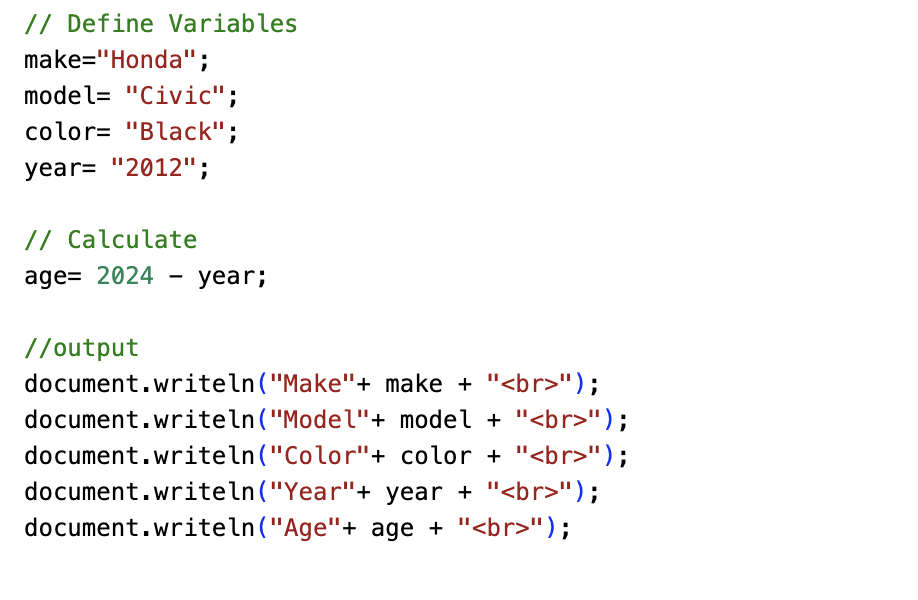 // Define Variables
make="Honda";
model= "Civic";
color= "Black";
year= "2012";
// Calculate
age= 2024 - year;
//output
document.writeln("Make"+ make + "<br>");
document.writeln("Model"+ model + "<br>");
document.writeln("Color"+ color + "<br>");
document.writeln("Year"+ year + "<br>");
document.writeln("Age"+ age + "<br>");